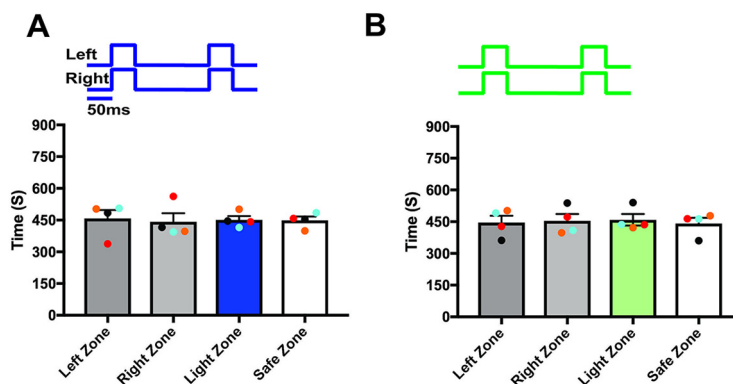 A
Left
Right
50ms
900
750
600
450
300
150
0
Time (S)
Left Zone
Right Zone
Light Zone
Safe Zone
B
900
750
600
450
300
150
0
Time (S)
Left Zone
Right Zone
Light Zone
Safe Zone